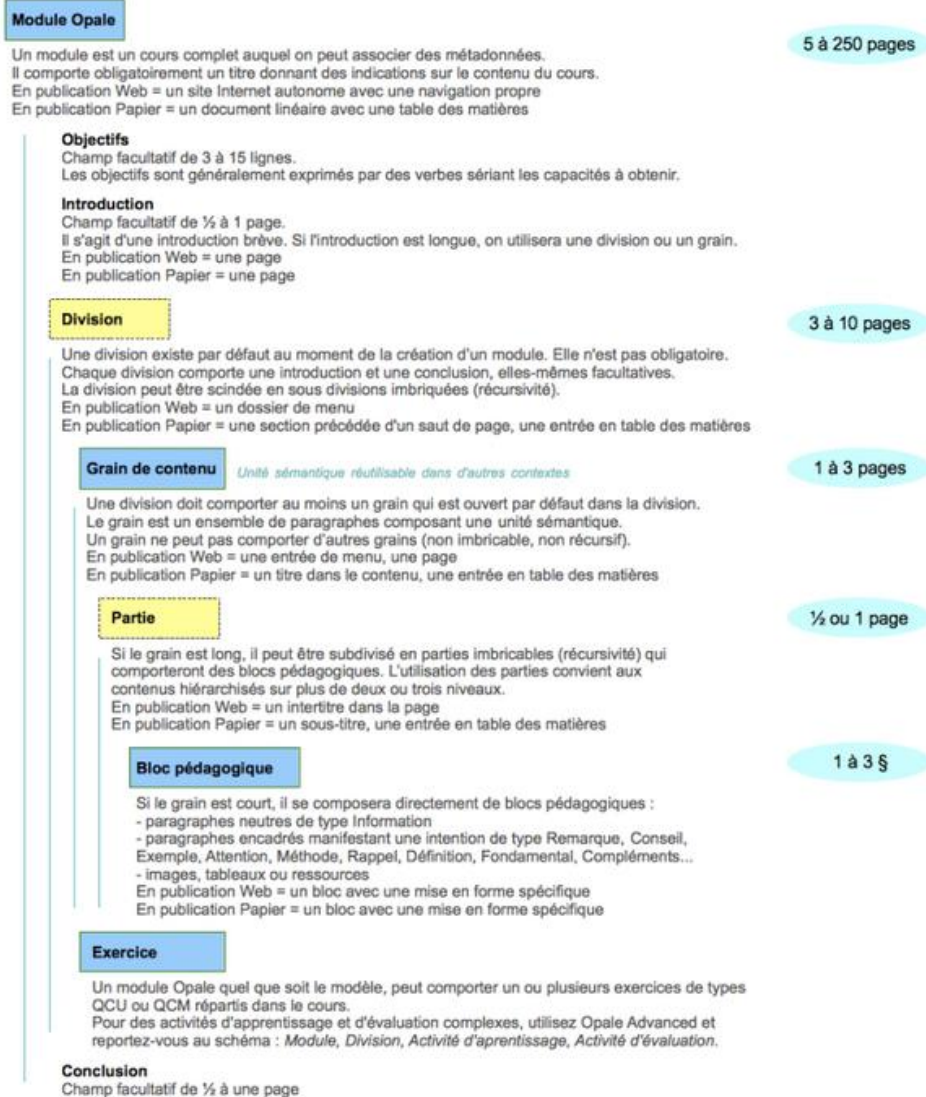 Module Opale
5 à 250 pages
Un module est un cours complet auquel on peut associer des métadonnées.
Il comporte obligatoirement un titre donnant des indications sur le contenu du cours.
En publication Web = un site Internet autonome avec une navigation propre
En publication Papier = un document linéaire avec une table des matières
Objectifs
Champ facultatif de 3 à 15 lignes.
Les objectifs sont généralement exprimés par des verbes sériant les capacités à obtenir.
Introduction
Champ facultatif de ½ à 1 page.
Il s'agit d'une introduction brève. Si l'introduction est longue, on utilisera une division ou un grain.
En publication Web = une page
En publication Papier = une page
Division
3 à 10 pages
Une division existe par défaut au moment de la création d'un module. Elle n'est pas obligatoire.
Chaque division comporte une introduction et une conclusion, elles-mêmes facultatives.
La division peut être scindée en sous divisions imbriquées (récursivité).
En publication Web = un dossier de menu
En publication Papier = une section précédée d'un saut de page, une entrée en table des matières
Grain de contenu Unité sémantique réutilisable dans d'autres contextes
1 à 3 pages
Une division doit comporter au moins un grain qui est ouvert par défaut dans la division.
Le grain est un ensemble de paragraphes composant une unité sémantique.
Un grain ne peut pas comporter d'autres grains (non imbricable, non récursif).
En publication Web = une entrée de menu, une page
En publication Papier = un titre dans le contenu, une entrée en table des matières
Partie
½ ou 1 page
Si le grain est long, il peut être subdivisé en parties imbricables (récursivité) qui
comporteront des blocs pédagogiques. L'utilisation des parties convient aux
contenus hiérarchisés sur plus de deux ou trois niveaux.
En publication Web = un intertitre dans la page
En publication Papier = un sous-titre, une entrée en table des matières
Bloc pédagogique
1 à 3 §
Si le grain est court, il se composera directement de blocs pédagogiques :
- paragraphes neutres de type Information
- paragraphes encadrés manifestant une intention de type Remarque, Conseil,
Exemple, Attention, Méthode, Rappel, Définition, Fondamental, Compléments...
- images, tableaux ou ressources
En publication Web = un bloc avec une mise en forme spécifique
En publication Papier = un bloc avec une mise en forme spécifique
Exercice
Un module Opale quel que soit le modèle, peut comporter un ou plusieurs exercices de types
QCU ou QCM répartis dans le cours.
Pour des activités d'apprentissage et d'évaluation complexes, utilisez Opale Advanced et
reportez-vous au schéma : Module, Division, Activité d'aprentissage, Activité d'évaluation.
Conclusion
Champ facultatif de ½ à une page